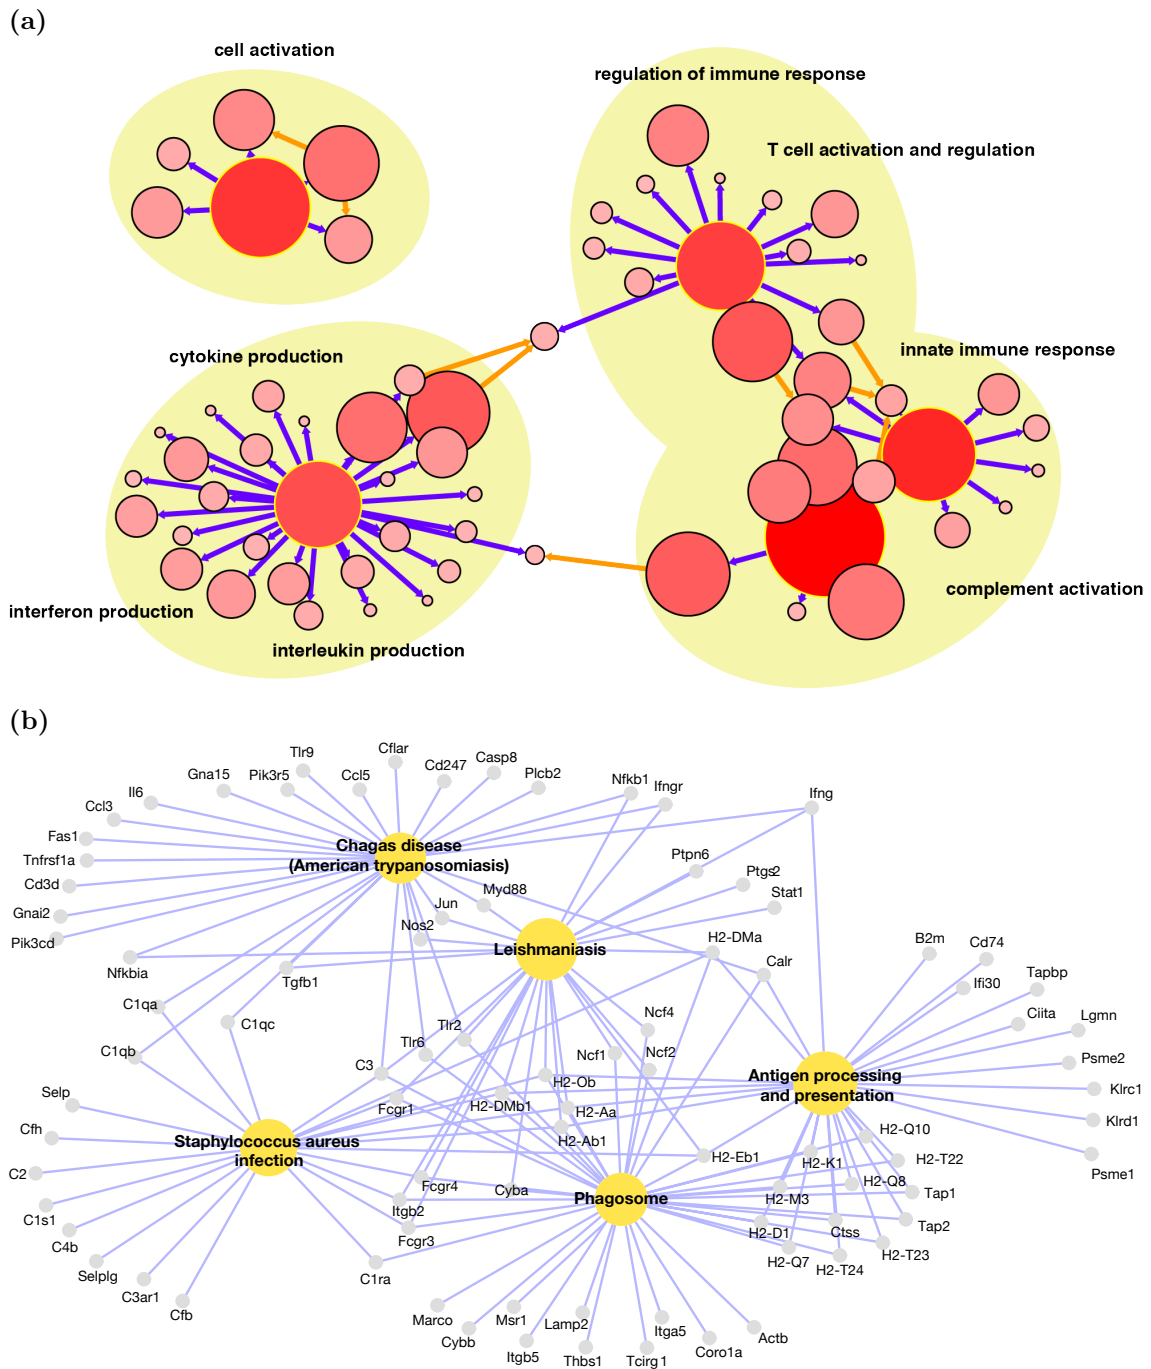 (a)
cell activation
regulation of immune response
T cell activation and regulation
innate immune response
cytokine production
complement activation
interferon production
interleukin production
(b)
Cflar
Tlr9
Casp8
Cd247
Gna15
Pik3r5
Ccl5
Plcb2
Nfkb1
Ifngr
Ifng
Il6
Ccl3
Fas1
Tnfrsf1a
Cd3d
Gnai2
Pik3cd
Chagas disease
(American trypanosomiasis)
Ptpn6
Ptgs2
Stat1
Myd88
Jun
Nos2
Leishmaniasis
H2-DMa
B2m
Cd74
Calr
Nfkbia
Tgfb1
Ifi30
Tapbp
C1qa
C1qc
Ciita
Lgmn
Ncf4
Tlr2
Tlr6
C1qb
Ncf1
Ncf2
Psme2
C3
H2-Ob
Antigen processing
and presentation
Klrc1
Selp
Fcgr1
H2-DMb1
H2-Aa
Klrd1
Cfh
Staphylococcus aureus
infection
H2-Ab1
H2-Q10
H2-Eb1
H2-K1
H2-T22
C2
Psme1
Fcgr4
Cyba
Phagosome
H2-M3
H2-Q8
Tap1
Itgb2
C1s1
Tap2
Fcgr3
H2-D1
Ctss
C4b
H2-Q7
H2-T24
H2-T23
Selplg
C1ra
C3ar1
Cfb
Marco
Cybb
Msr1
Itgb5
Lamp2
Thbs1
Itga5
Tcirg1
Coro1a
Actb